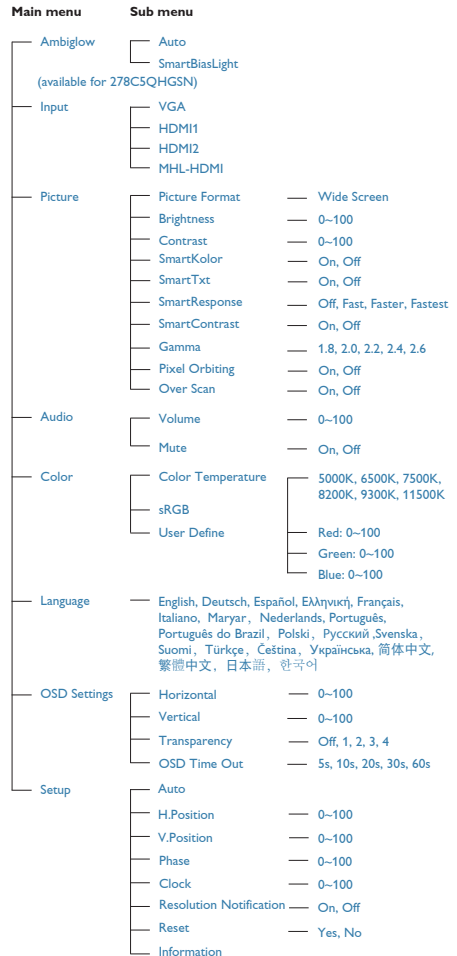 Main menu Sub menu
Ambiglow Auto
SmartBiasLight
(available for 278C5QHGSN)
Input VGA
HDMI1
HDMI2
MHL-HDMI
Picture Picture Format Wide Screen
Brightness 0~100
Contrast 0~100
SmartKolor On, Off
SmartTxt On, Off
SmartResponse Off, Fast, Faster, Fastest
SmartContrast On, Off
Gamma 1.8, 2.0, 2.2, 2.4, 2.6
Pixel Orbiting On, Off
Over Scan On, Off
Audio Volume 0~100
Mute On, Off
Color Color Temperature 5000K, 6500K, 7500K,
8200K, 9300K, 11500K
sRGB
User Define Red: 0~100
Green: 0~100
Blue: 0~100
Language English, Deutsch, Español, Ελληνική, Français,
Italiano, Maryar, Nederlands, Português,
Português do Brazil, Polski, Русский ,Svenska,
Suomi, Türkçe, Čeština, Українська, 简体中文,
繁體中文, 日本語, 한국어
OSD Settings Horizontal 0~100
Vertical 0~100
Transparency Off, 1, 2, 3, 4
OSD Time Out 5s, 10s, 20s, 30s, 60s
Setup Auto
H.Position 0~100
V.Position 0~100
Phase 0~100
Clock 0~100
Resolution Notification On, Off
Reset Yes, No
Information